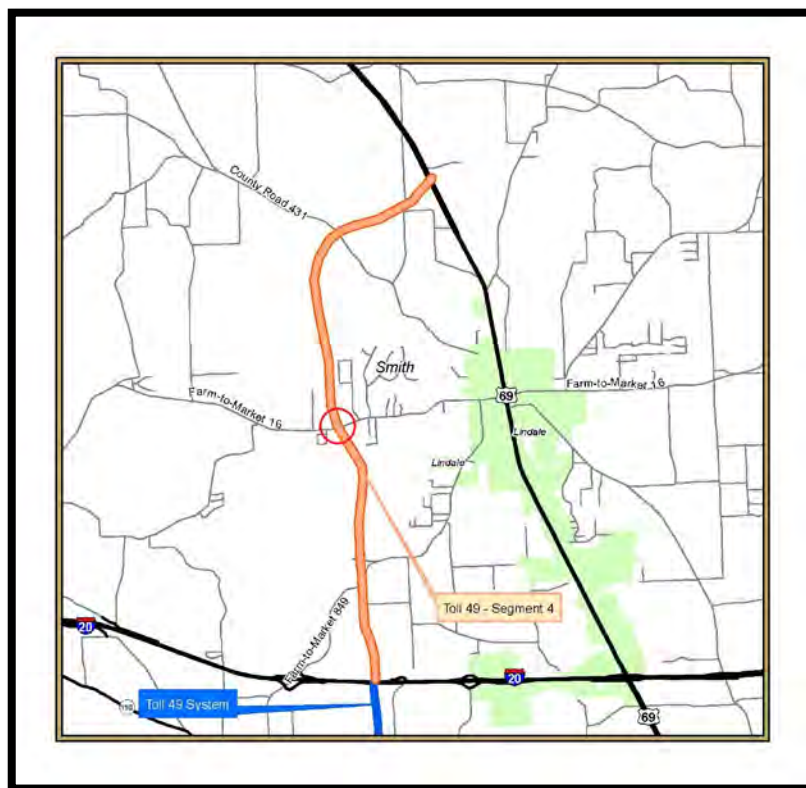 County Road 431
Smith
Farm-to-Market 16
69
Farm-to-Market 16
Lindale
Lindale
Toll 49 - Segment 4
Farm-to-Market 849
20
20
110
Toll 49 System
69